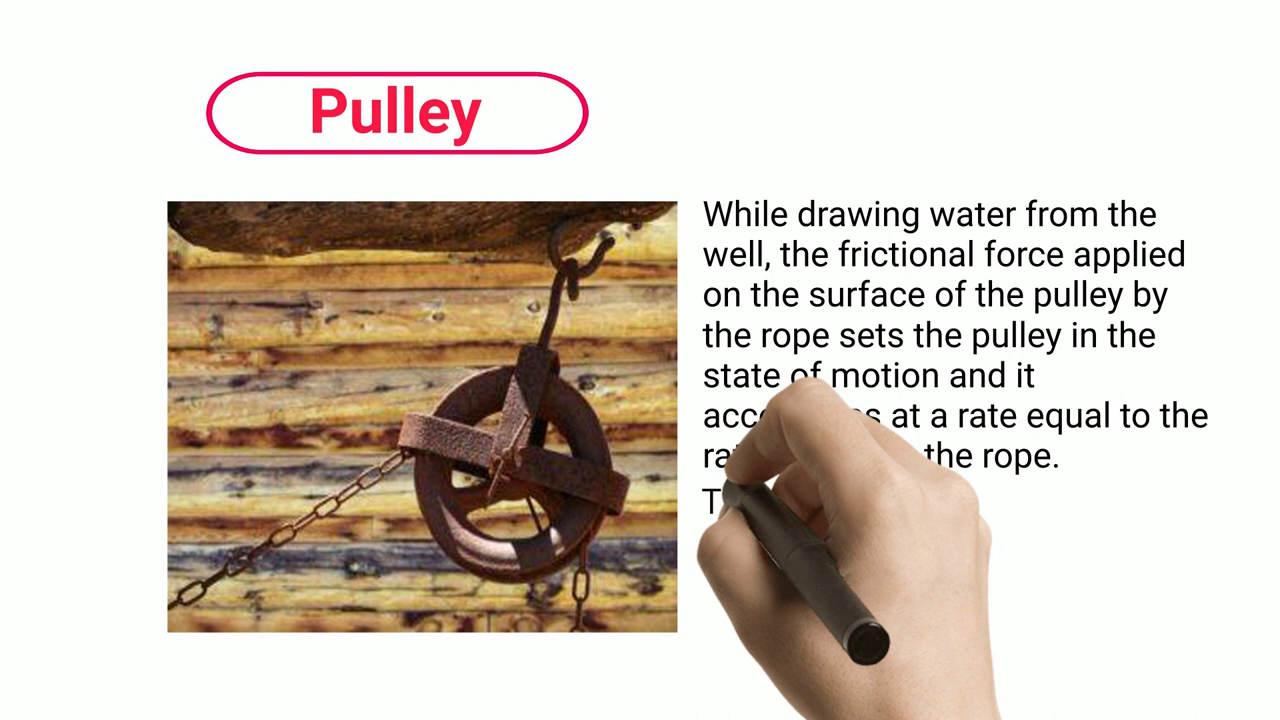 Pulley
While drawing water from the
well, the frictional force applied
on the surface of the pulley by
the rope sets the pulley in the
state of motion and it
at a rate equal to the
the rope.